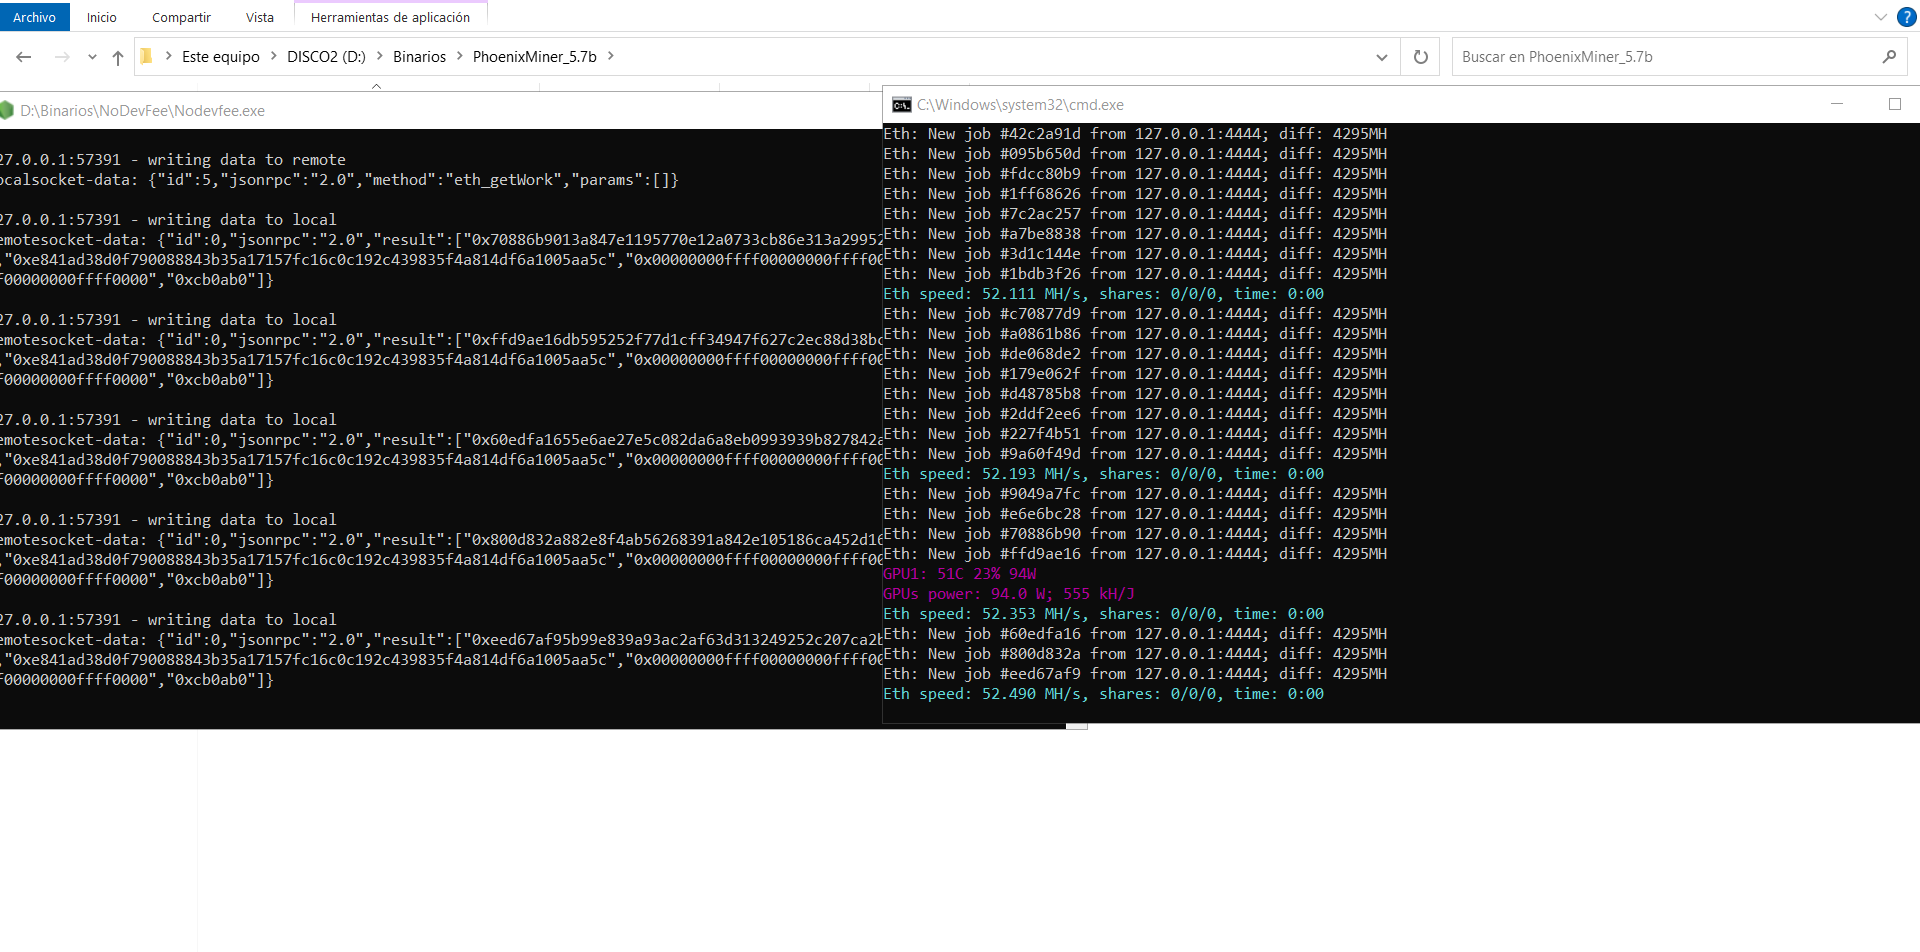 Archivo Inicio Compartir Vista Herramientas de aplicación
Este equipo DISCO2 (D:) Binarios PhoenixMiner_5.7b
Buscar en PhoenixMiner_5.7b
D:\Binarios\NoDevFee\Nodevfee.exe
27.0.0.1:57391 - writing data to remote
ocalsocket-data: {"id":5,"jsonrpc":"2.0","method":"eth_getWork","params":[]}
27.0.0.1:57391 - writing data to local
emotesocket-data: {"id":0,"jsonrpc":"2.0","result":["0x70886b9013a847e1195770e12a0733cb86e313a29952
,"0xe841ad38d0f790088843b35a17157fc16c0c192c439835f4a814df6a1005aa5c","0x00000000ffff00000000ffff00
f00000000ffff0000","0xcb0ab0"]}
27.0.0.1:57391 - writing data to local
emotesocket-data: {"id":0,"jsonrpc":"2.0","result":["0xffd9ae16db595252f77d1cff34947f627c2ec88d38bc
,"0xe841ad38d0f790088843b35a17157fc16c0c192c439835f4a814df6a1005aa5c","0x00000000ffff00000000ffff00
f00000000ffff0000","0xcb0ab0"]}
27.0.0.1:57391 - writing data to local
emotesocket-data: {"id":0,"jsonrpc":"2.0","result":["0x60edfa1655e6ae27e5c082da6a8eb0993939b827842a
,"0xe841ad38d0f790088843b35a17157fc16c0c192c439835f4a814df6a1005aa5c","0x00000000ffff00000000ffff00
f00000000ffff0000","0xcb0ab0"]}
27.0.0.1:57391 - writing data to local
emotesocket-data: {"id":0,"jsonrpc":"2.0","result":["0x800d832a882e8f4ab56268391a842e105186ca452d16
,"0xe841ad38d0f790088843b35a17157fc16c0c192c439835f4a814df6a1005aa5c","0x00000000ffff00000000ffff00
f00000000ffff0000","0xcb0ab0"]}
27.0.0.1:57391 - writing data to local
emotesocket-data: {"id":0,"jsonrpc":"2.0","result":["0xeed67af95b99e839a93ac2af63d313249252c207ca2b
,"0xe841ad38d0f790088843b35a17157fc16c0c192c439835f4a814df6a1005aa5c","0x00000000ffff00000000ffff00
f00000000ffff0000","0xcb0ab0"]}
C:\Windows\system32\cmd.exe
Eth: New job #42c2a91d from 127.0.0.1:4444; diff: 4295MH
Eth: New job #095b650d from 127.0.0.1:4444; diff: 4295MH
Eth: New job #fdcc80b9 from 127.0.0.1:4444; diff: 4295MH
Eth: New job #1ff68626 from 127.0.0.1:4444; diff: 4295MH
Eth: New job #7c2ac257 from 127.0.0.1:4444; diff: 4295MH
Eth: New job #a7be8838 from 127.0.0.1:4444; diff: 4295MH
Eth: New job #3d1c144e from 127.0.0.1:4444; diff: 4295MH
Eth: New job #1bdb3f26 from 127.0.0.1:4444; diff: 4295MH
Eth speed: 52.111 MH/s, shares: 0/0/0, time: 0:00
Eth: New job #c70877d9 from 127.0.0.1:4444; diff: 4295MH
Eth: New job #a0861b86 from 127.0.0.1:4444; diff: 4295MH
Eth: New job #de068de2 from 127.0.0.1:4444; diff: 4295MH
Eth: New job #179e062f from 127.0.0.1:4444; diff: 4295MH
Eth: New job #d48785b8 from 127.0.0.1:4444; diff: 4295MH
Eth: New job #2ddf2ee6 from 127.0.0.1:4444; diff: 4295MH
Eth: New job #227f4b51 from 127.0.0.1:4444; diff: 4295MH
Eth: New job #9a60f49d from 127.0.0.1:4444; diff: 4295MH
Eth speed: 52.193 MH/s, shares: 0/0/0, time: 0:00
Eth: New job #9049a7fc from 127.0.0.1:4444; diff: 4295MH
Eth: New job #e6e6bc28 from 127.0.0.1:4444; diff: 4295MH
Eth: New job #70886b90 from 127.0.0.1:4444; diff: 4295MH
Eth: New job #ffd9ae16 from 127.0.0.1:4444; diff: 4295MH
GPU1: 51C 23% 94W
GPUs power: 94.0 W; 555 kH/J
Eth speed: 52.353 MH/s, shares: 0/0/0, time: 0:00
Eth: New job #60edfa16 from 127.0.0.1:4444; diff: 4295MH
Eth: New job #800d832a from 127.0.0.1:4444; diff: 4295MH
Eth: New job #eed67af9 from 127.0.0.1:4444; diff: 4295MH
Eth speed: 52.490 MH/s, shares: 0/0/0, time: 0:00